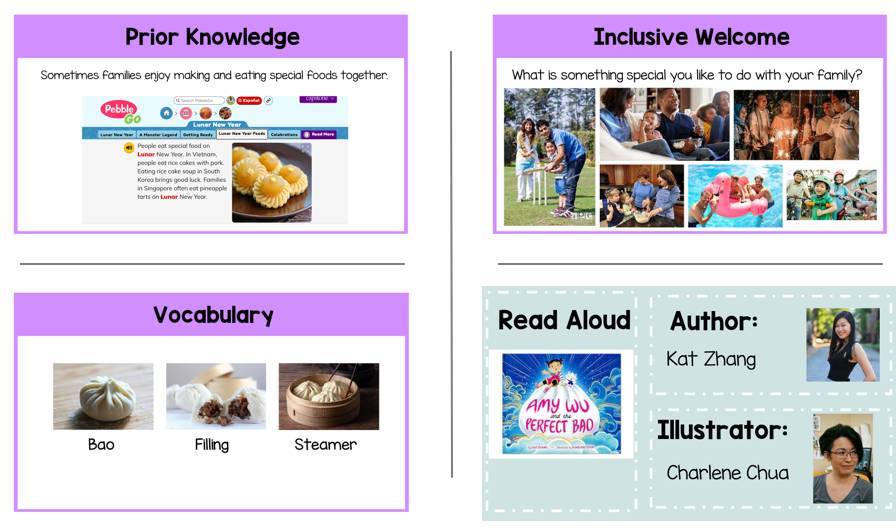 Prior Knowledge
Sometimes families enjoy making and eating special foods together.
Pebble
Go
Search PebbleGo
Español
capstone
Lunar New Year
Lunar New Year
A Monster Legend
Getting Ready
Lunar New Year Foods
Celebrations
Read More
People eat special food on
Lunar New Year. In Vietnam,
people eat rice cakes with pork.
Eating rice cake soup in South
Korea brings good luck. Families
in Singapore often eat pineapple
tarts on Lunar New Year.
Inclusive Welcome
What is something special you like to do with your family?
Vocabulary
Bao
Filling
Steamer
Read Aloud
AMY WU
and the
PERFECT BAO
Author:
Kat Zhang
Illustrator:
Charlene Chua